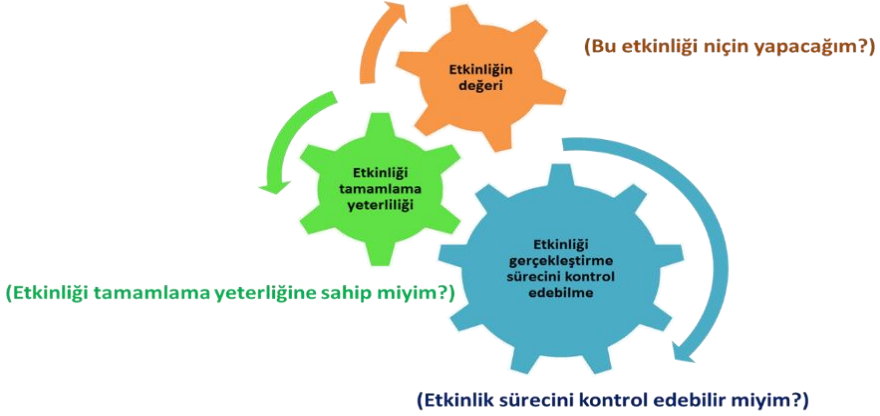 Etkinliğin
değeri
(Bu etkinliği niçin yapacağım?)
Etkinliği
tamamlama
yeterliliği
(Etkinliği tamamlama yeterliğine sahip miyim?)
Etkinliği
gerçekleştirme
sürecini kontrol
edebilme
(Etkinlik sürecini kontrol edebilir miyim?)